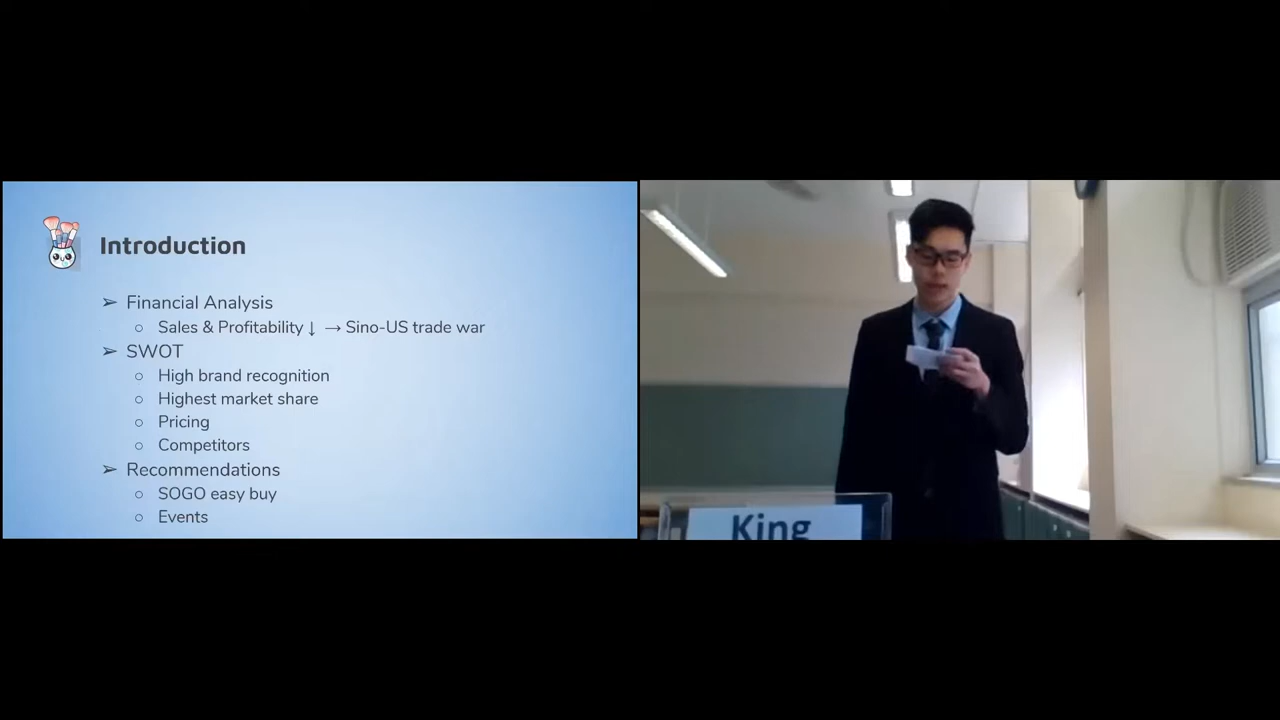 Introduction
➢ Financial Analysis
○ Sales & Profitability ↓ → Sino-US trade war
➢ SWOT
○ High brand recognition
○ Highest market share
○ Pricing
○ Competitors
➢ Recommendations
○ SOGO easy buy
○ Events
King